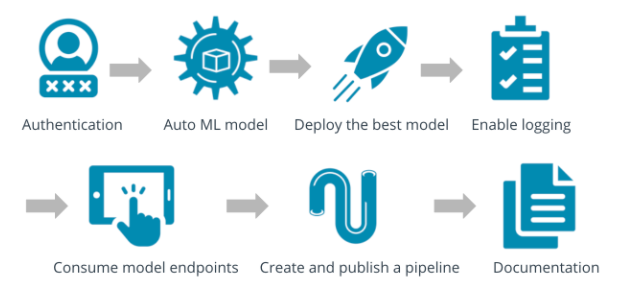 ×××
Authentication
Auto ML model
Deploy the best model
Enable logging
Consume model endpoints
Create and publish a pipeline
Documentation